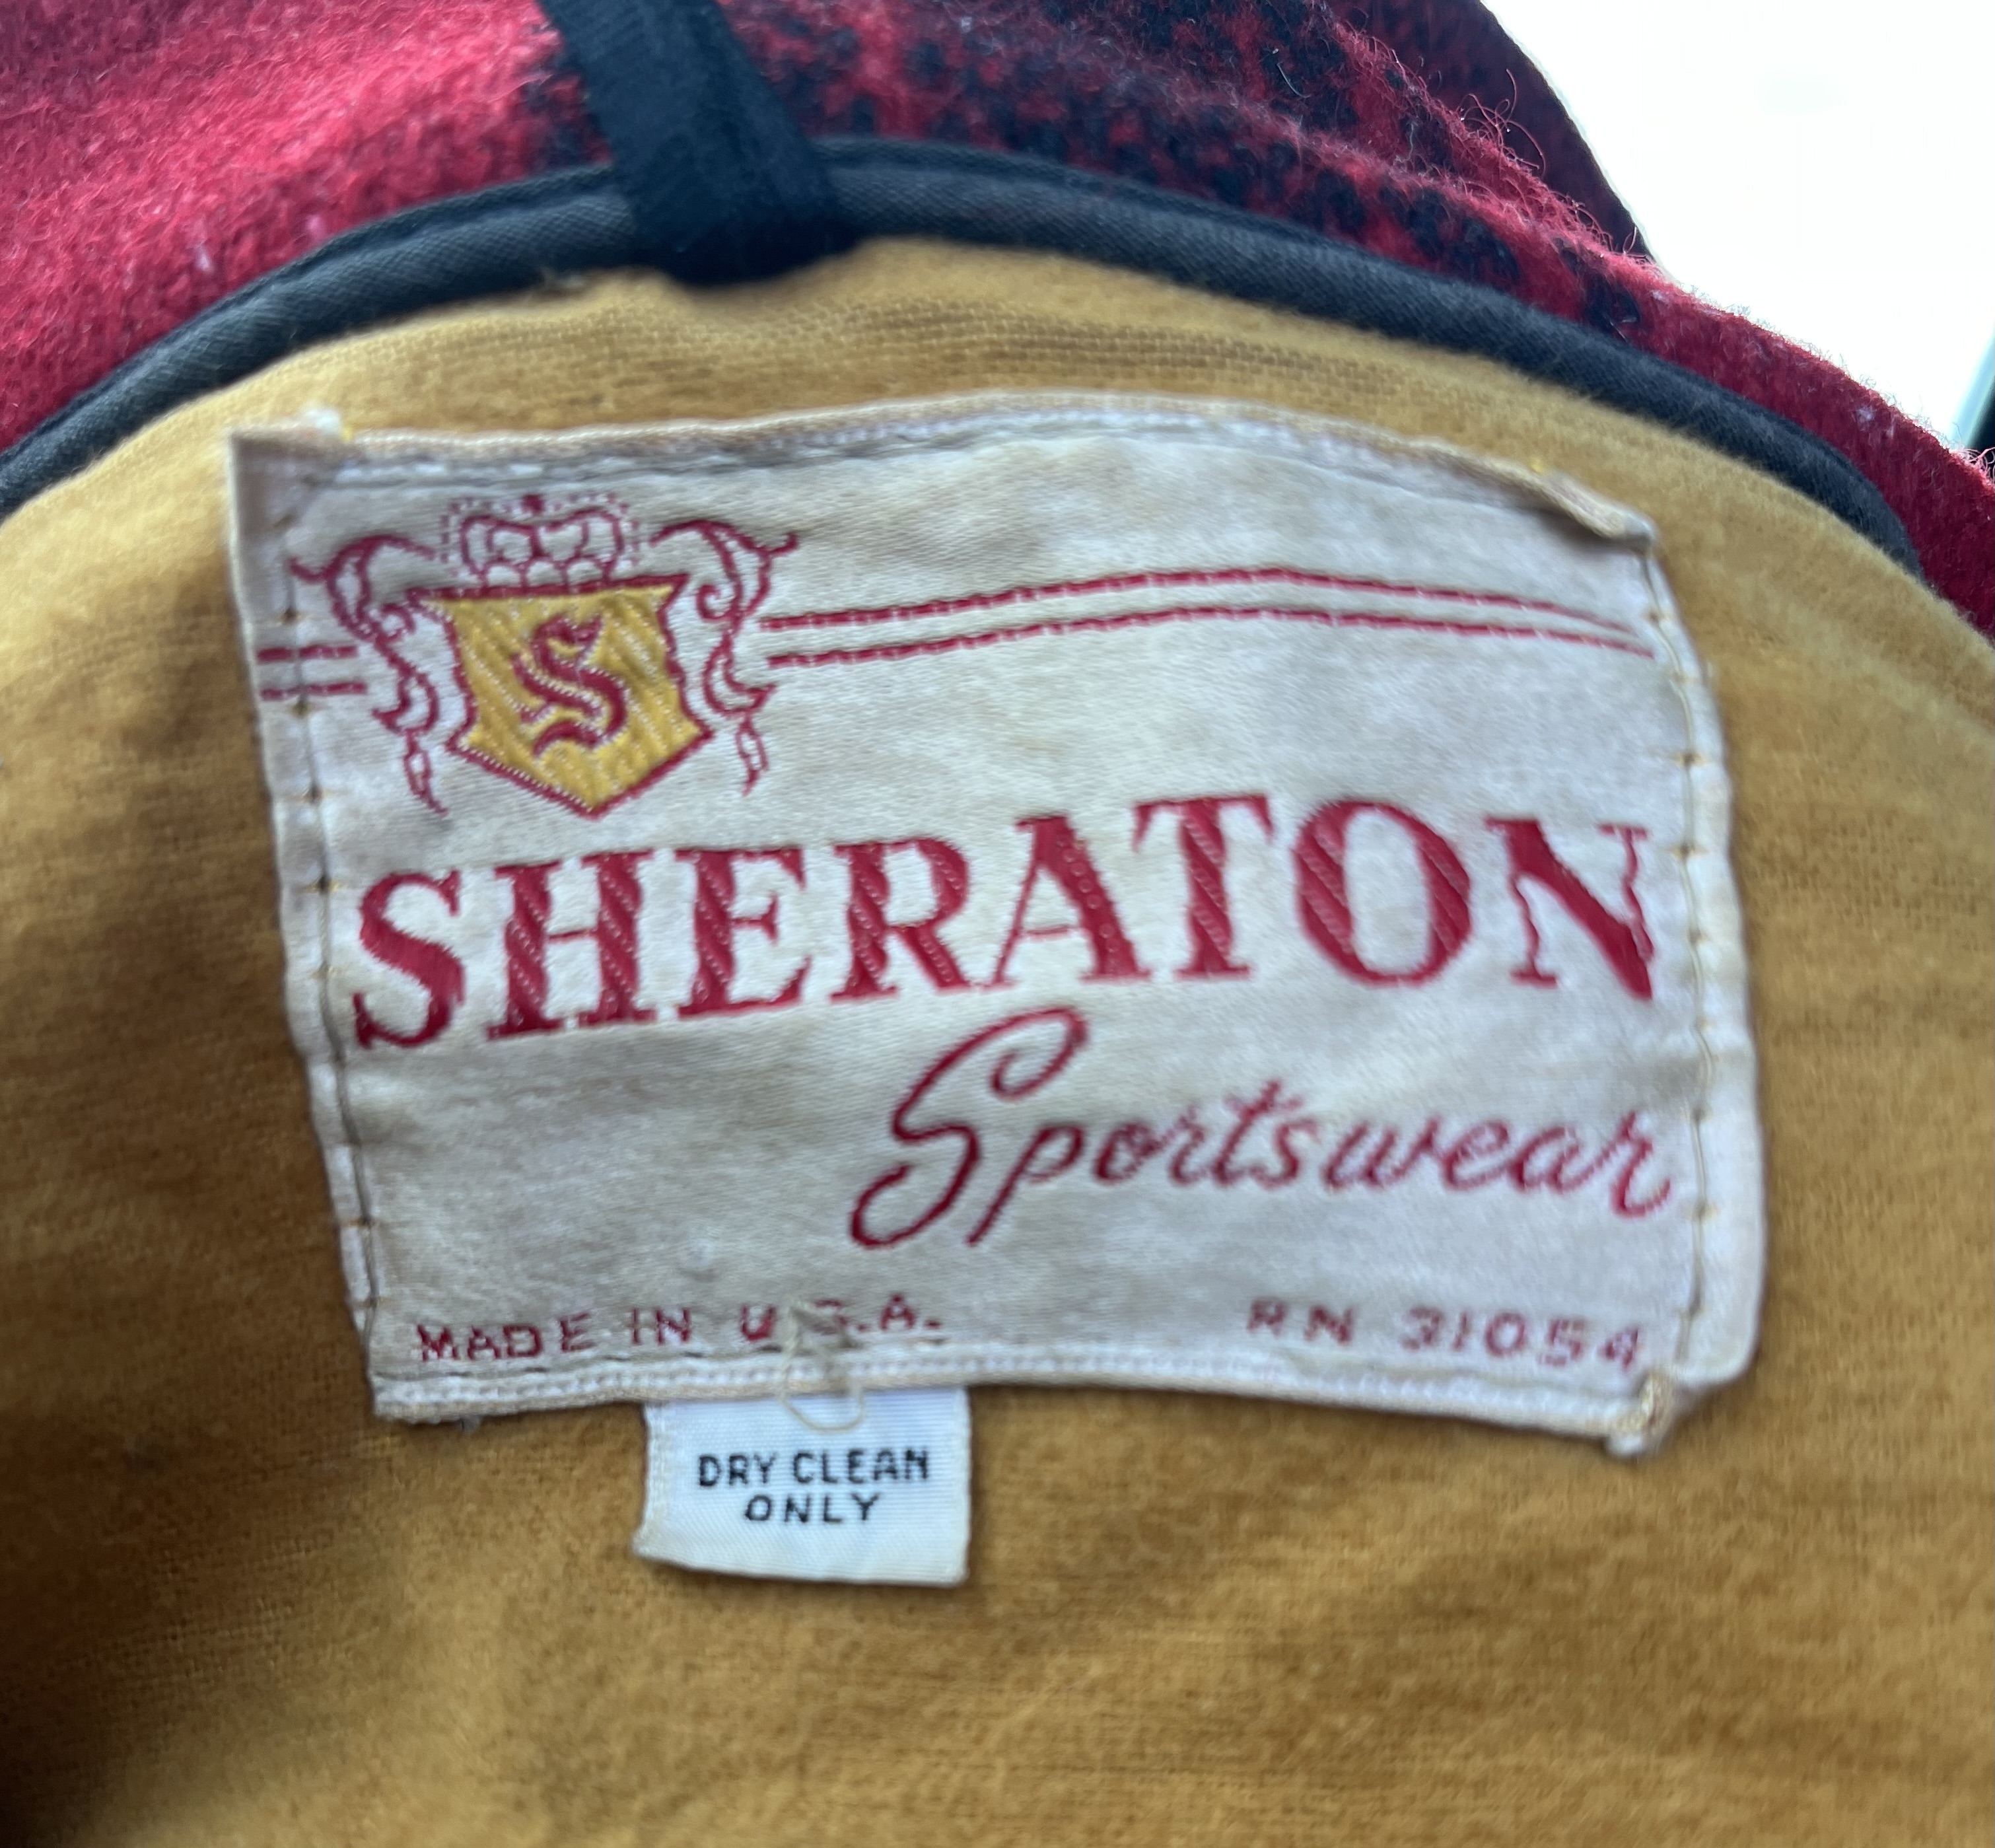 S
SHERATON
Sportswear
MADE IN U.S.A. RN 31054
DRY CLEAN
ONLY